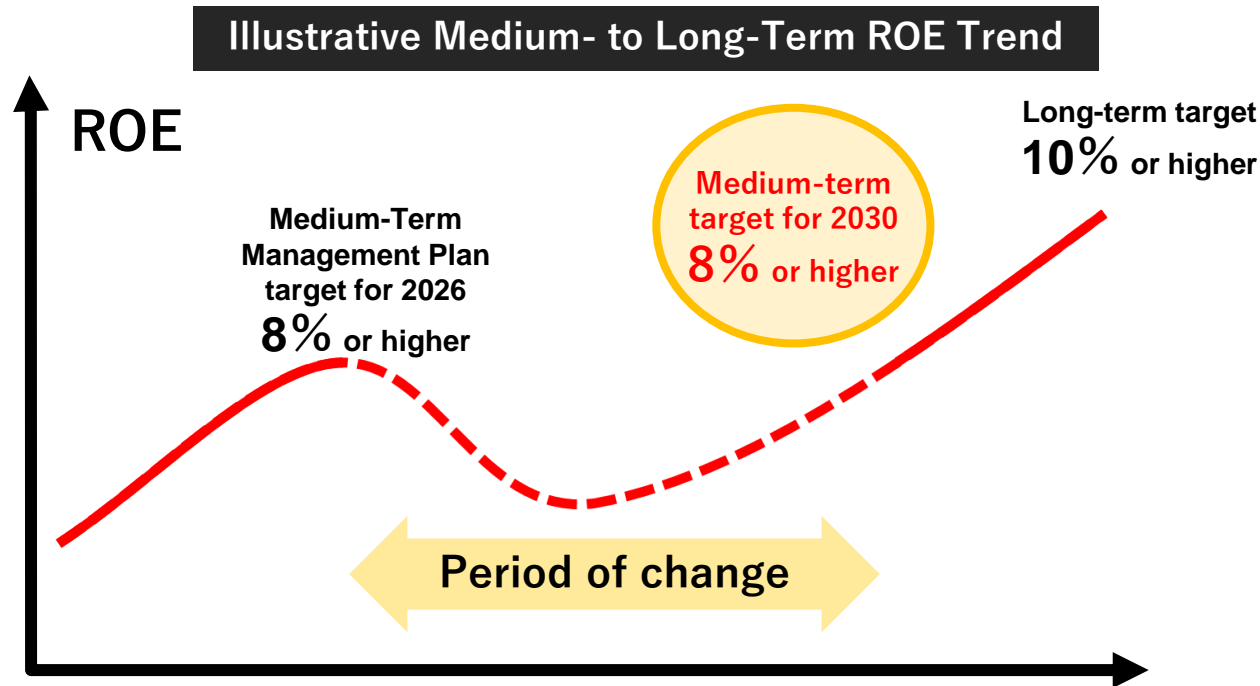 Illustrative Medium- to Long-Term ROE Trend
ROE
Medium-Term
Management Plan
target for 2026
8% or higher
Medium-term
target for 2030
8% or higher
Long-term target
10% or higher
Period of change